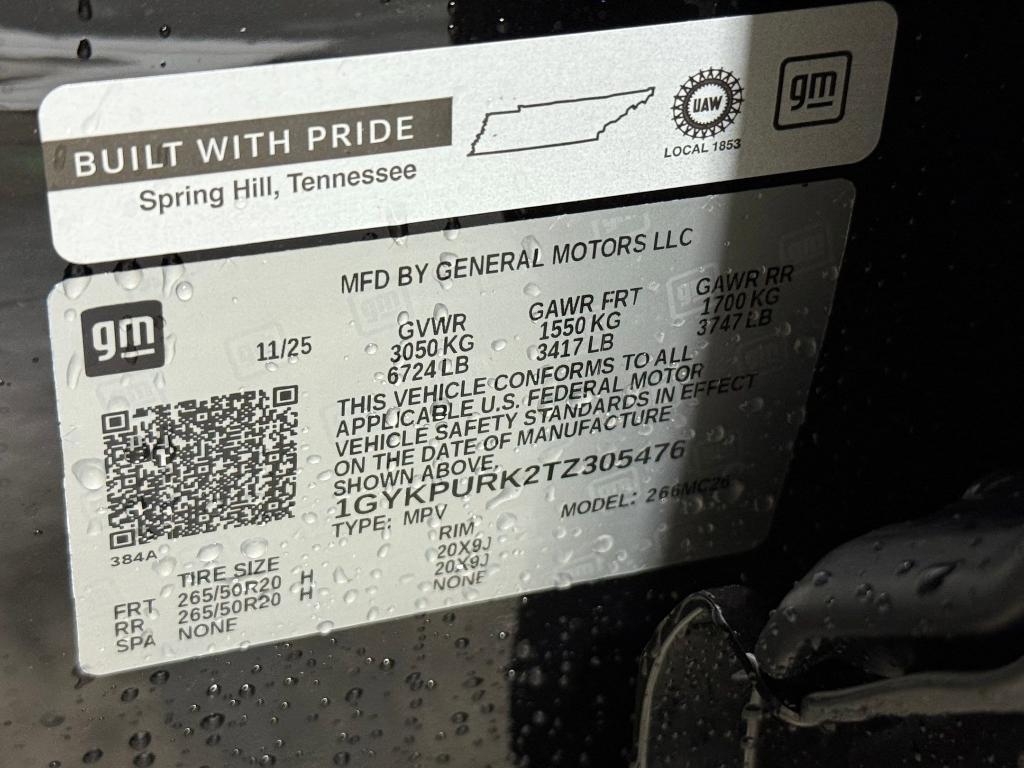 BUILT WITH PRIDE
Spring Hill, Tennessee
UAW
LOCAL 1853
gm
MFD BY GENERAL MOTORS LLC
gm
11/25
GVWR GAWR FRT GAWR RR
3050 KG 1550 KG 1700 KG
6724 LB 3417 LB 3747 LB
THIS VEHICLE CONFORMS TO ALL
APPLICABLE U.S. FEDERAL MOTOR
VEHICLE SAFETY STANDARDS IN EFFECT
ON THE DATE OF MANUFACTURE
SHOWN ABOVE.
1GYKPURK2TZ305476
TYPE: MPV MODEL: 266MC26
384A
TIRE SIZE RIM
FRT 265/50R20 H 20X9J
RR 265/50R20 H 20X9J
SPA NONE NONE